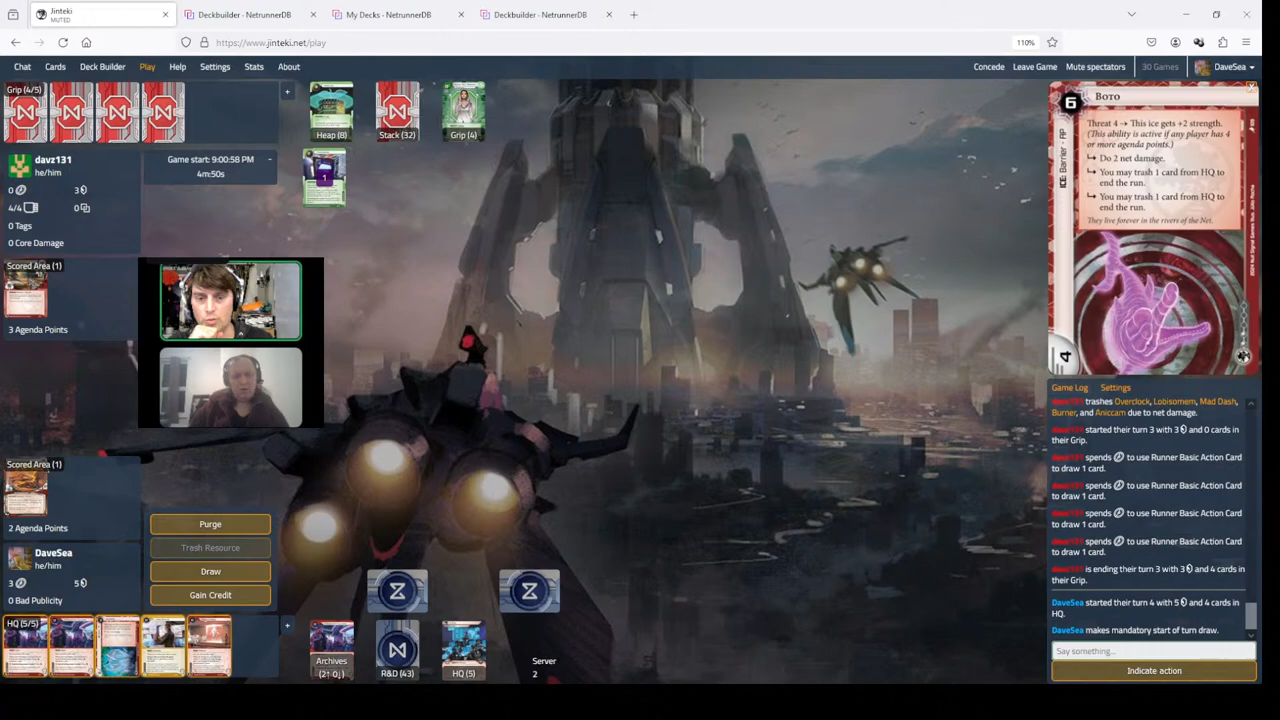 Jinteki
MUTED
Deckbuilder - NetrunnerDB
My Decks - NetrunnerDB
Deckbuilder - NetrunnerDB
https://www.jinteki.net/play
110%
Chat
Cards
Deck Builder
Play
Help
Settings
Stats
About
Concede
Leave Game
Mute spectators
30 Games
DaveSea
Grip (4/5)
davz131
he/him
0
3
4/4
0
0 Tags
0 Core Damage
Scored Area (1)
3 Agenda Points
Game start: 9:00:58 PM
-
4m:50s
Heap (8)
Stack (32)
Grip (4)
1
Scored Area (1)
2 Agenda Points
DaveSea
he/him
3
5
0 Bad Publicity
Purge
Trash Resource
Draw
Gain Credit
HQ (5/5)
Archives
(2↑ 0↓)
R&D (43)
HQ (5)
Server
2
6
Boto
ICE: Barrier - AP
Threat 4 → This ice gets +2 strength.
(This ability is active if any player has 4
or more agenda points.)
↳ Do 2 net damage.
↳ You may trash 1 card from HQ to
end the run.
↳ You may trash 1 card from HQ to
end the run.
They live forever in the rivers of the Net.
4
Game Log
Settings
davz131 trashes Overclock, Lobisomem, Mad Dash,
Burner, and Aniccam due to net damage.
davz131 started their turn 3 with 3 and 0 cards in
their Grip.
davz131 spends to use Runner Basic Action Card
to draw 1 card.
davz131 spends to use Runner Basic Action Card
to draw 1 card.
davz131 spends to use Runner Basic Action Card
to draw 1 card.
davz131 spends to use Runner Basic Action Card
to draw 1 card.
davz131 is ending their turn 3 with 3 and 4 cards in
their Grip.
DaveSea started their turn 4 with 5 and 4 cards in
HQ.
DaveSea makes mandatory start of turn draw.
Say something...
Indicate action